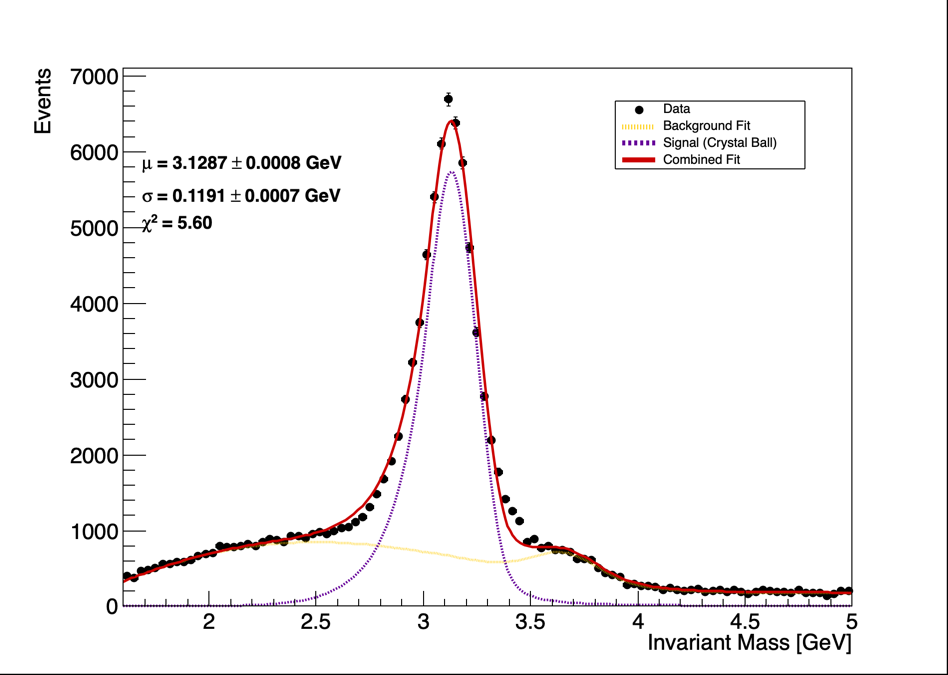 Events
7000
6000
5000
4000
3000
2000
1000
0
μ = 3.1287 ± 0.0008 GeV
σ = 0.1191 ± 0.0007 GeV
χ² = 5.60
Data
Background Fit
Signal (Crystal Ball)
Combined Fit
2 2.5 3 3.5 4 4.5 5
Invariant Mass [GeV]